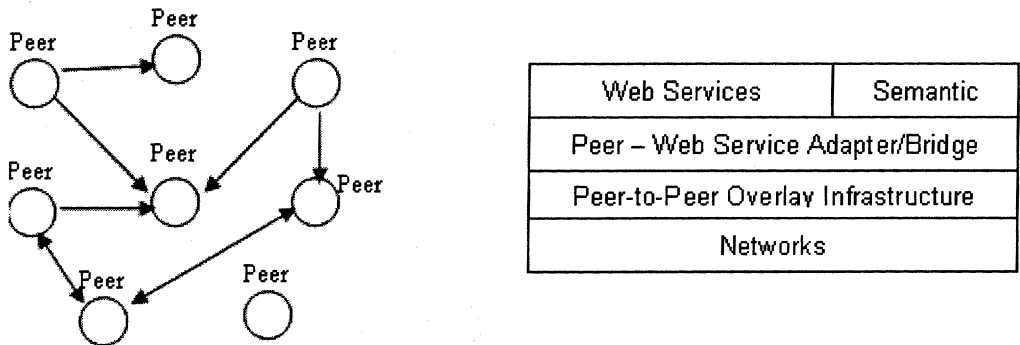 Peer
Peer
Peer
Peer
Peer
Peer
Peer
Peer
Web Services Semantic
Peer – Web Service Adapter/Bridge
Peer-to-Peer Overlay Infrastructure
Networks